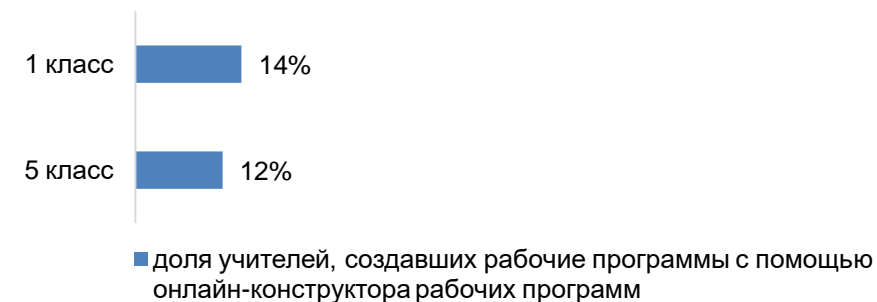 1 класс
14%
5 класс
12%
доля учителей, создавших рабочие программы с помощью
онлайн-конструктора рабочих программ